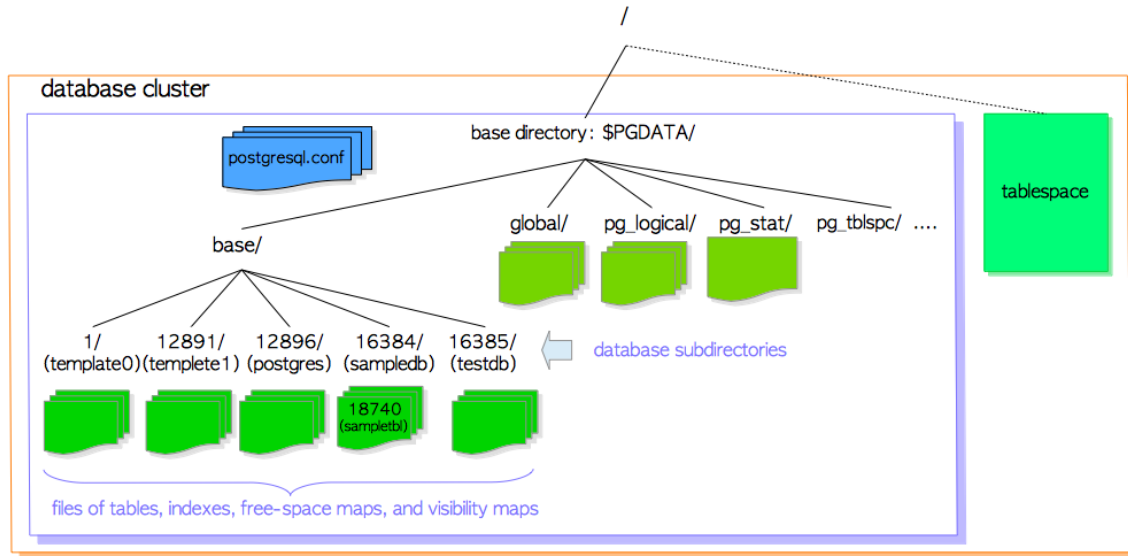 /
database cluster
base directory: $PGDATA/
postgresql.conf
tablespace
global/ pg_logical/ pg_stat/ pg_tblspc/ ....
base/
1/ 12891/ 12896/ 16384/ 16385/
(template0) (templete1) (postgres) (sampledb) (testdb)
database subdirectories
18740
(sampletbl)
files of tables, indexes, free-space maps, and visibility maps